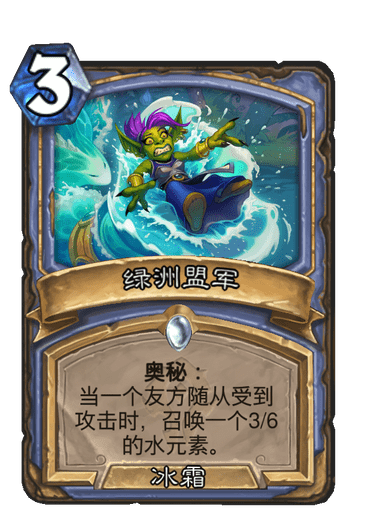 3
绿洲盟军
奥秘：
当一个友方随从受到
攻击时，召唤一个3/6
的水元素。
冰霜